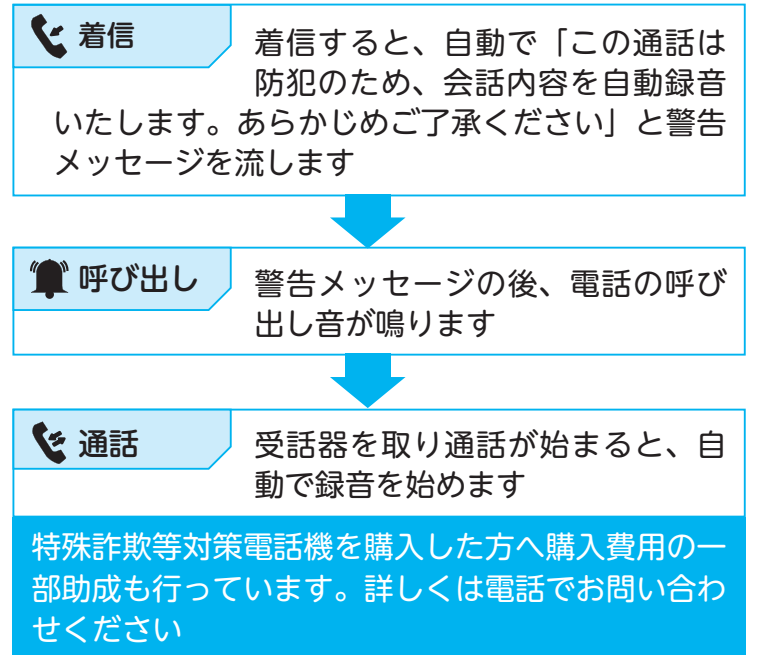 着信
着信すると、自動で「この通話は
防犯のため、会話内容を自動録音
いたします。あらかじめご了承ください」と警告
メッセージを流します
呼び出し
警告メッセージの後、電話の呼び
出し音が鳴ります
通話
受話器を取り通話が始まると、自
動で録音を始めます
特殊詐欺等対策電話機を購入した方へ購入費用の一
部助成も行っています。詳しくは電話でお問い合わ
せください